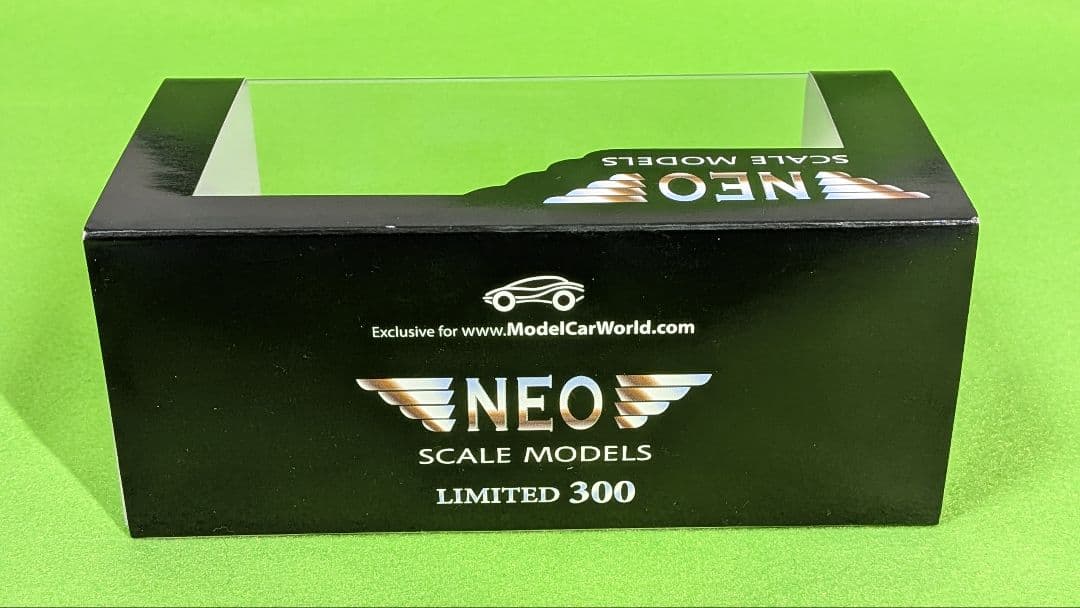 SCALE MODELS
NEO
Exclusive for www.ModelCarWorld.com
NEO
SCALE MODELS
LIMITED 300